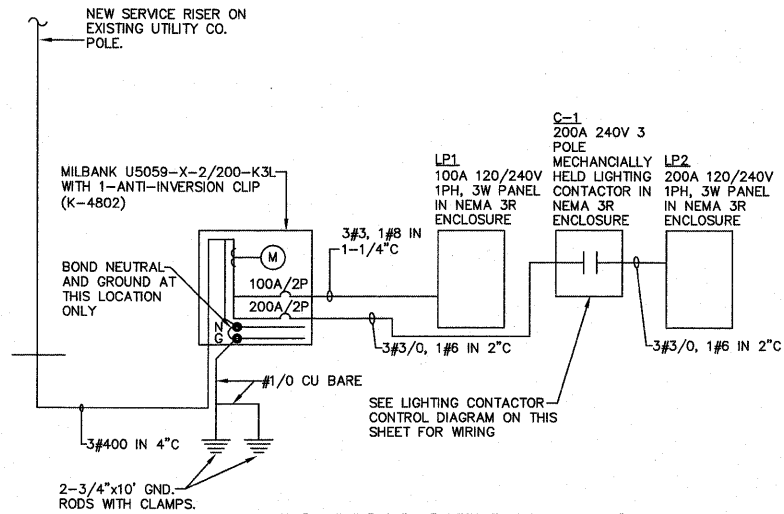 NEW SERVICE RISER ON
EXISTING UTILITY CO.
POLE.
MILBANK U5059-X-2/200-K3L
WITH 1-ANTI-INVERSION CLIP
(K-4802)
BOND NEUTRAL
AND GROUND AT
THIS LOCATION
ONLY
M
100A/2P
200A/2P
N
G
3#3, 1#8 IN
1-1/4"C
LP1
100A 120/240V
1PH, 3W PANEL
IN NEMA 3R
ENCLOSURE
C-1
200A 240V 3
POLE
MECHANCIALLY
HELD LIGHTING
CONTACTOR IN
NEMA 3R
ENCLOSURE
LP2
200A 120/240V
1PH, 3W PANEL
IN NEMA 3R
ENCLOSURE
3#3/0, 1#6 IN 2"C
3#3/0, 1#6 IN 2"C
#1/0 CU BARE
SEE LIGHTING CONTACTOR
CONTROL DIAGRAM ON THIS
SHEET FOR WIRING
3#400 IN 4"C
2-3/4"x10' GND.
RODS WITH CLAMPS.